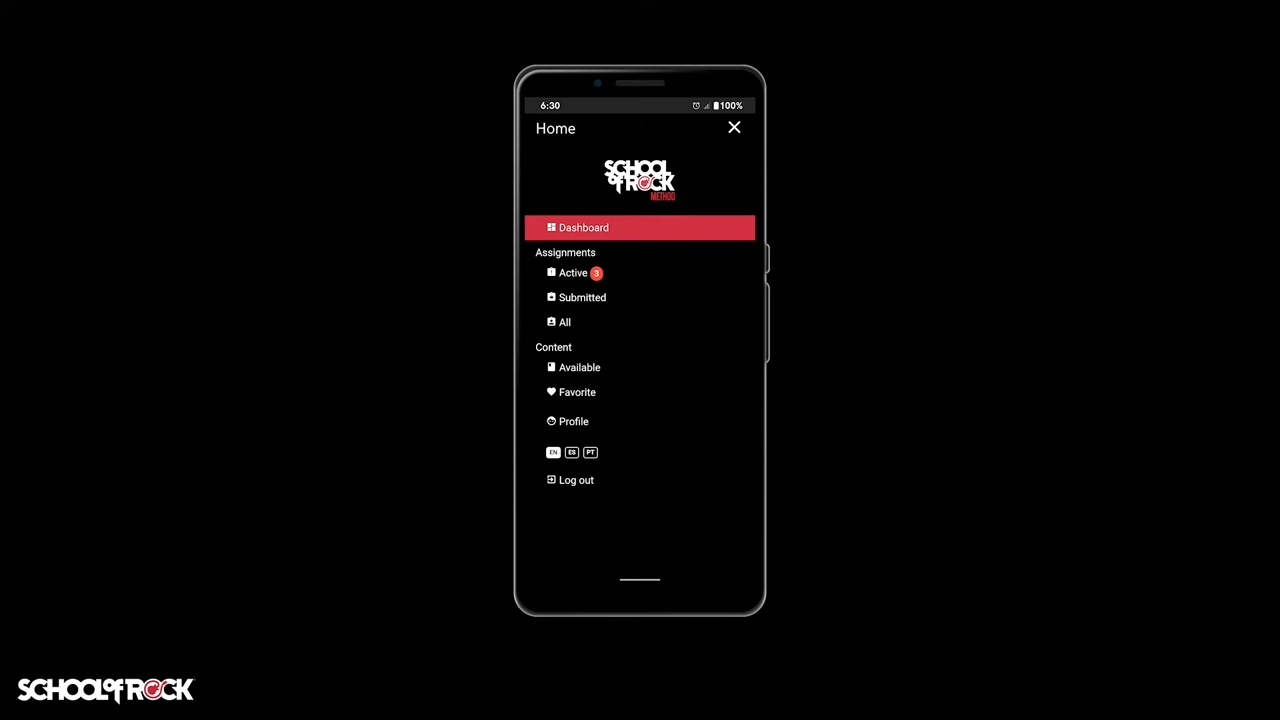 6:30 100%
Home
SCHOOL
of ROCK
METHOD
Dashboard
Assignments
Active 3
Submitted
All
Content
Available
Favorite
Profile
EN ES PT
Log out
SCHOOL of ROCK